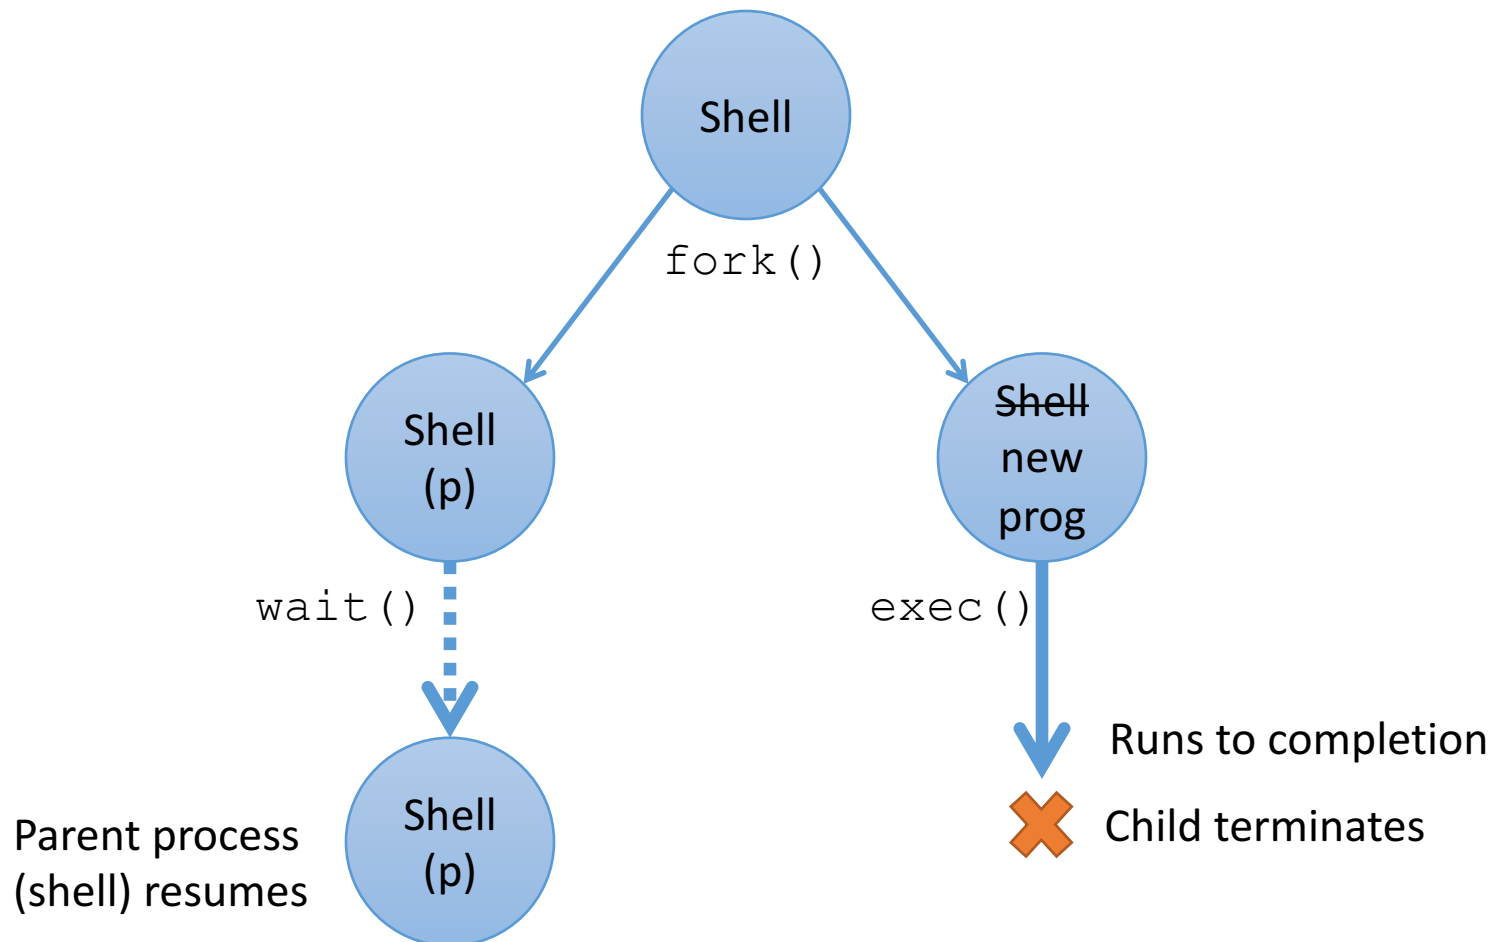 Shell
fork()
Shell
(p)
Shell
new
prog
wait()
exec()
Runs to completion
Child terminates
Parent process
(shell) resumes
Shell
(p)